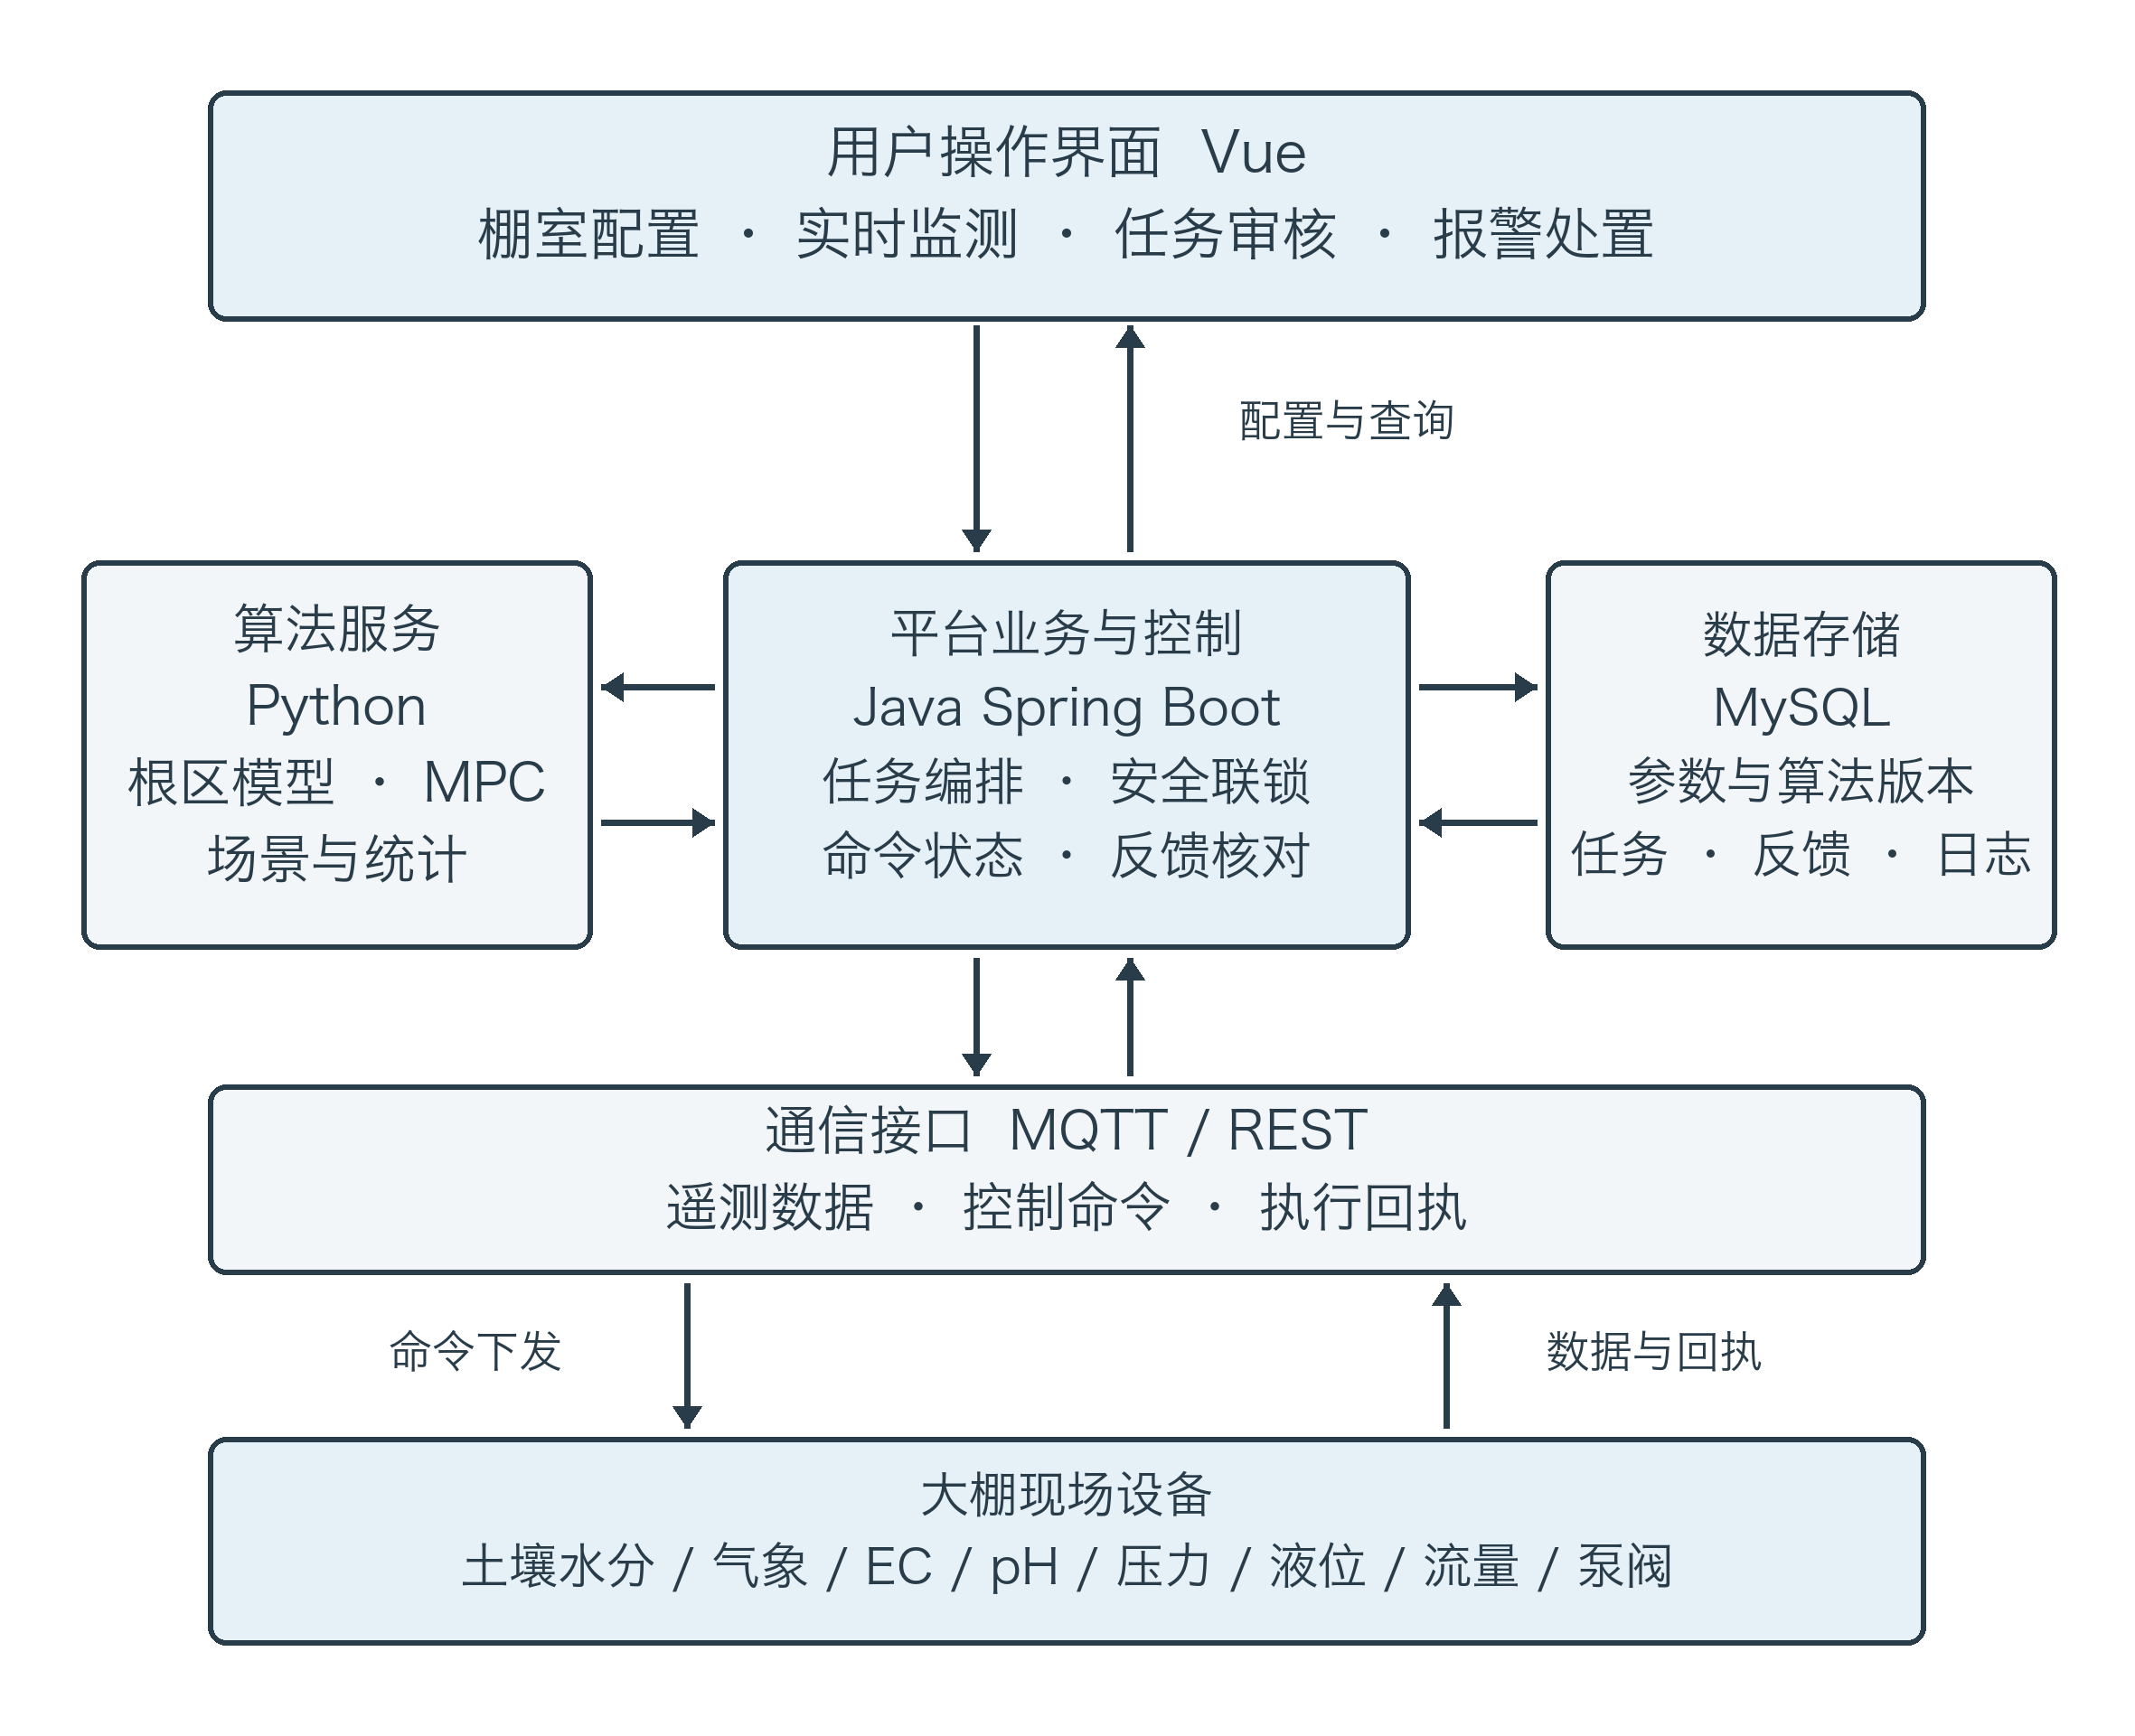 用户操作界面 Vue
棚室配置 · 实时监测 · 任务审核 · 报警处置
配置与查询
算法服务
Python
根区模型 · MPC
场景与统计
平台业务与控制
Java Spring Boot
任务编排 · 安全联锁
命令状态 · 反馈核对
数据存储
MySQL
参数与算法版本
任务 · 反馈 · 日志
通信接口 MQTT / REST
遥测数据 · 控制命令 · 执行回执
命令下发
数据与回执
大棚现场设备
土壤水分 / 气象 / EC / pH / 压力 / 液位 / 流量 / 泵阀